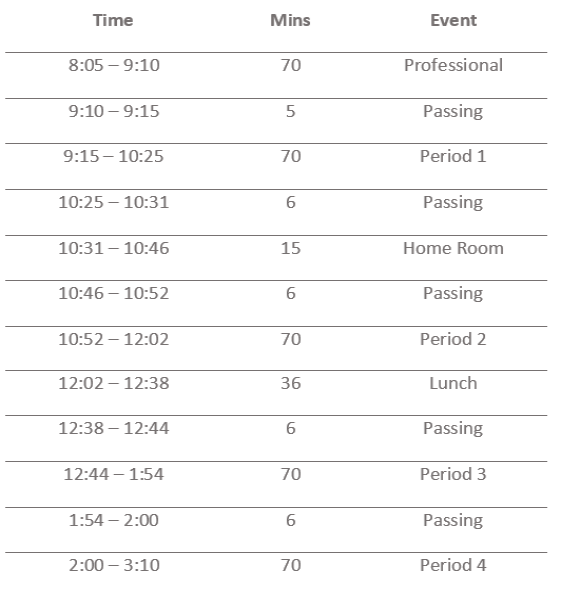 Time Mins Event
8:05 – 9:10 70 Professional
9:10 – 9:15 5 Passing
9:15 – 10:25 70 Period 1
10:25 – 10:31 6 Passing
10:31 – 10:46 15 Home Room
10:46 – 10:52 6 Passing
10:52 – 12:02 70 Period 2
12:02 – 12:38 36 Lunch
12:38 – 12:44 6 Passing
12:44 – 1:54 70 Period 3
1:54 – 2:00 6 Passing
2:00 – 3:10 70 Period 4